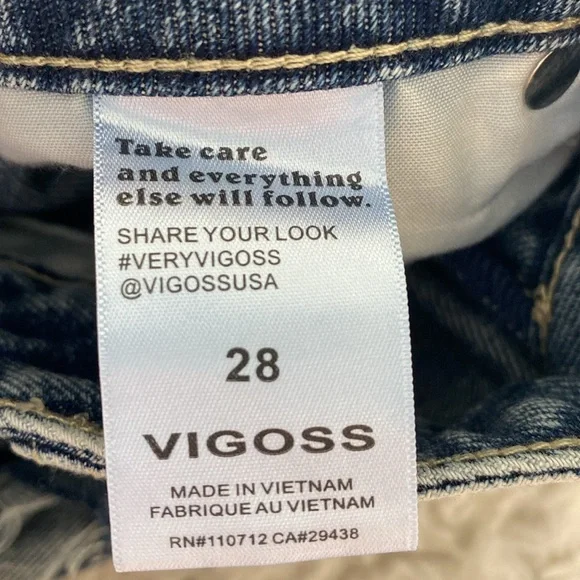 Take care
and everything
else will follow.
SHARE YOUR LOOK
#VERYVIGOSS
@VIGOSSUSA
28
VIGOSS
MADE IN VIETNAM
FABRIQUE AU VIETNAM
RN#110712 CA#29438